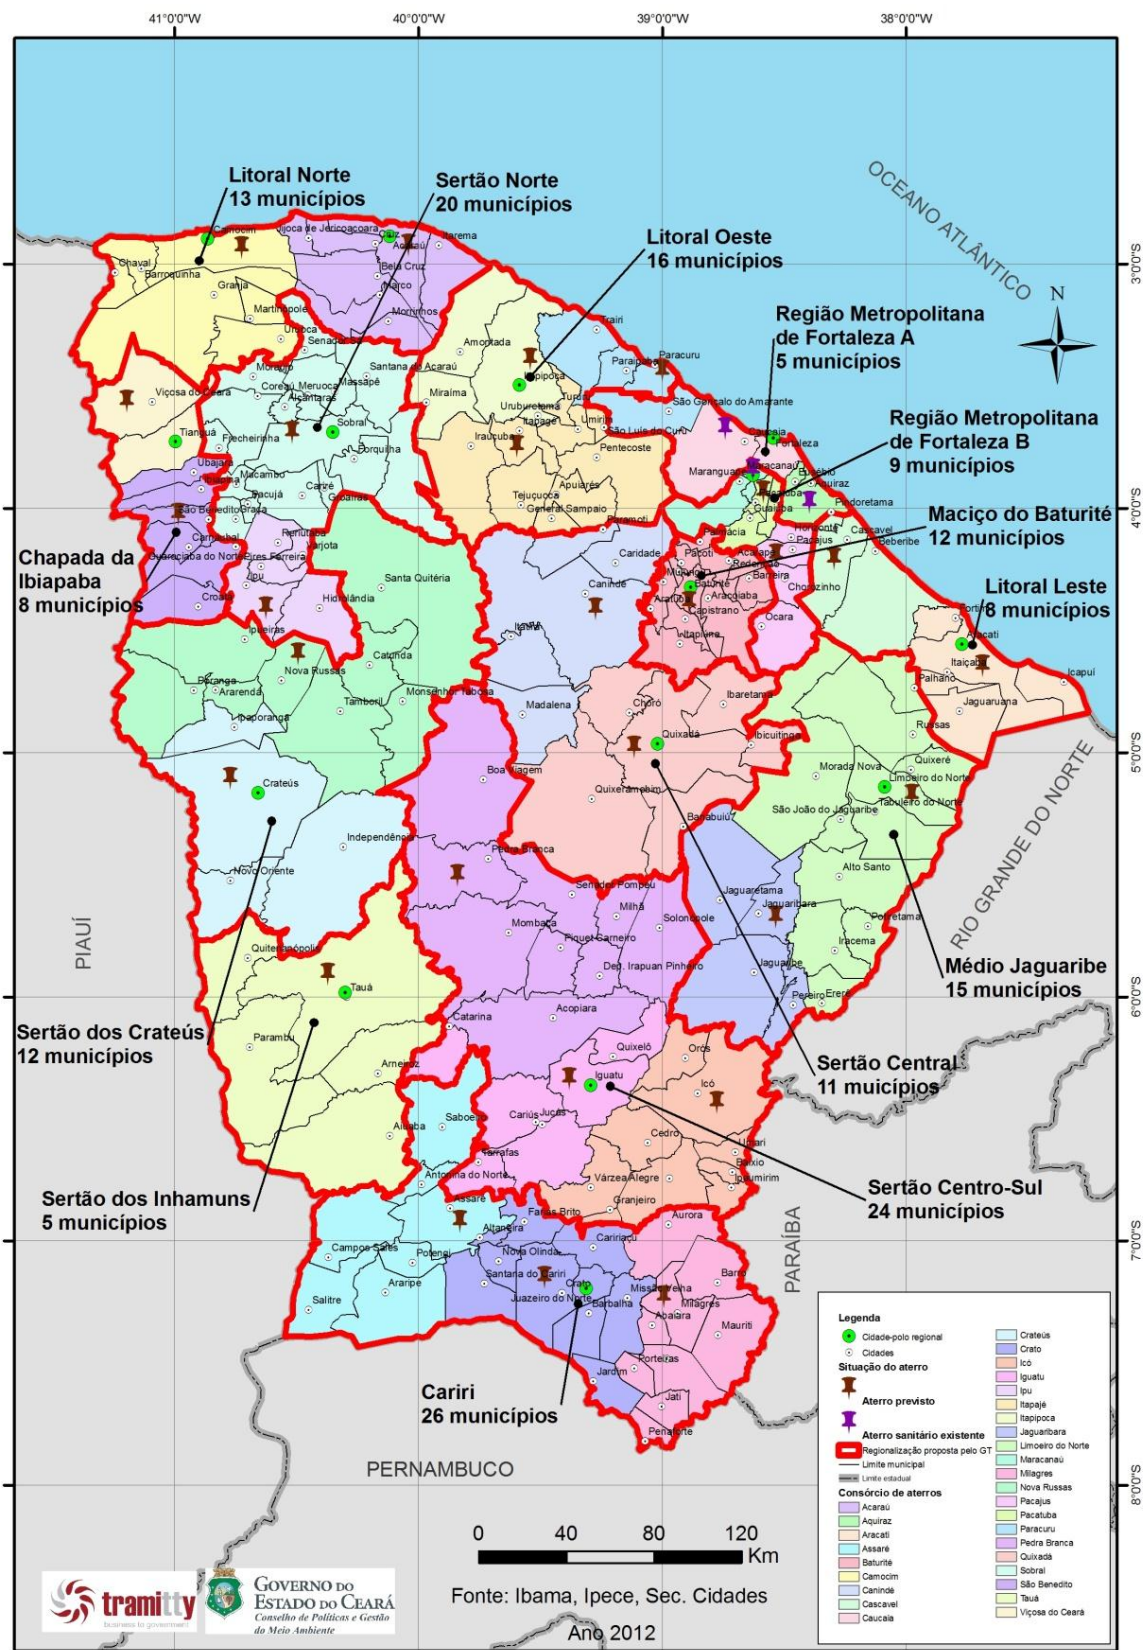 41°0'0"W
40°0'0"W
39°0'0"W
38°0'0"W
Litoral Norte
13 municípios
Sertão Norte
20 municípios
Litoral Oeste
16 municípios
OCEANO ATLÂNTICO
N
Região Metropolitana
de Fortaleza A
5 municípios
Região Metropolitana
de Fortaleza B
9 municípios
Maciço do Baturité
12 municípios
Litoral Leste
8 municípios
Chapada da
Ibiapaba
8 municípios
3°0'0"S
4°0'0"S
5°0'0"S
6°0'0"S
7°0'0"S
8°0'0"S
Camocim
Jijoca de Jericoacoara
Cruz
Acaraú
Itarema
Chaval
Barroquinha
Bela Cruz
Marco
Granja
Martinópole
Morrinhos
Uruoca
Senador Sá
Trairi
Amontada
Paraipaba
Paracuru
Moraújo
Santana do Acaraú
Coreaú
Meruoca
Massapê
Alcântaras
Itapipoca
Miraíma
Tururu
Uruburetama
São Gonçalo do Amarante
Viçosa do Ceará
Tianguá
Sobral
Itapagé
Umirim
São Luís do Curu
Caucaia
Fortaleza
Frecheirinha
Forquilha
Irauçuba
Pentecoste
Maracanaú
Maranguape
Eusébio
Aquiraz
Ubajara
Ibiapina
Mucambo
Cariré
Pacujá
Groaíras
Apuiarés
Tejuçuoca
General Sampaio
Guaiúba
Pindoretama
São Benedito
Graça
Paramoti
Palmácia
Horizonte
Cascavel
Carnaubal
Reriutaba
Varjota
Pacajus
Beberibe
Guaraciaba do Norte
Pires Ferreira
Caridade
Pacoti
Acarape
Redenção
Barreira
Chorozinho
Ipu
Santa Quitéria
Canindé
Mulungu
Baturité
Aratuba
Aracoiaba
Capistrano
Croatá
Hidrolândia
Ocara
Fortim
Aracati
Ipueiras
Itatira
Itapiúna
Catunda
Nova Russas
Itaiçaba
Palhano
Icapuí
Poranga
Ararendá
Monsenhor Tabosa
Tamboril
Madalena
Choró
Ibaretama
Jaguaruana
Ipaporanga
Quixadá
Ibicuitinga
Russas
Boa Viagem
Quixeré
Morada Nova
Limoeiro do Norte
Crateús
Quixeramobim
Tabuleiro do Norte
São João do Jaguaribe
Banabuiú
Independência
Pedra Branca
Alto Santo
Novo Oriente
Senador Pompeu
Jaguaretama
Jaguaribara
Milhã
Solonopole
Potiretama
Mombaça
Piquet Carneiro
Iracema
Quiterianópolis
Dep. Irapuan Pinheiro
Jaguaribe
Tauá
Pereiro
Ereré
Catarina
Acopiara
Parambu
Quixelô
Orós
Arneiroz
Iguatu
Icó
Saboeiro
Cariús
Jucás
Aiuaba
Cedro
Umari
Baixio
Ipaumirim
Tarrafas
Antonina do Norte
Várzea Alegre
Granjeiro
Assaré
Farias Brito
Aurora
Altaneira
Caririaçu
Campos Sales
Potengi
Nova Olinda
Santana do Cariri
Crato
Barro
Araripe
Juazeiro do Norte
Missão Velha
Barbalha
Milagres
Abaiara
Salitre
Mauriti
Porteiras
Jardim
Jati
Penaforte
PIAUÍ
RIO GRANDE DO NORTE
PARAÍBA
PERNAMBUCO
Sertão dos Crateús
12 municípios
Médio Jaguaribe
15 municípios
Sertão Central
11 muicípios
Sertão Centro-Sul
24 municípios
Sertão dos Inhamuns
5 municípios
Cariri
26 municípios
Legenda
Cidade-polo regional
Cidades
Situação do aterro
Aterro previsto
Aterro sanitário existente
Regionalização proposta pelo GT
Limite municipal
Limite estadual
Consórcio de aterros
Acaraú
Aquiraz
Aracati
Assaré
Baturité
Camocim
Canindé
Cascavel
Caucaia
Crateús
Crato
Icó
Iguatu
Ipu
Itapajé
Itapipoca
Jaguaribara
Limoeiro do Norte
Maracanaú
Milagres
Nova Russas
Pacajus
Pacatuba
Paracuru
Pedra Branca
Quixadá
Sobral
São Benedito
Tauá
Viçosa do Ceará
0 40 80 120
Km
Fonte: Ibama, Ipece, Sec. Cidades
Ano 2012
tramitty
business to government
GOVERNO DO
ESTADO DO CEARÁ
Conselho de Políticas e Gestão
do Meio Ambiente